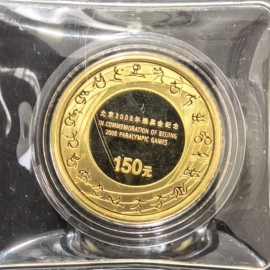 北京2008年残奥会纪念
IN COMMEMORATION OF BEIJING
2008 PARALYMPIC GAMES
150元